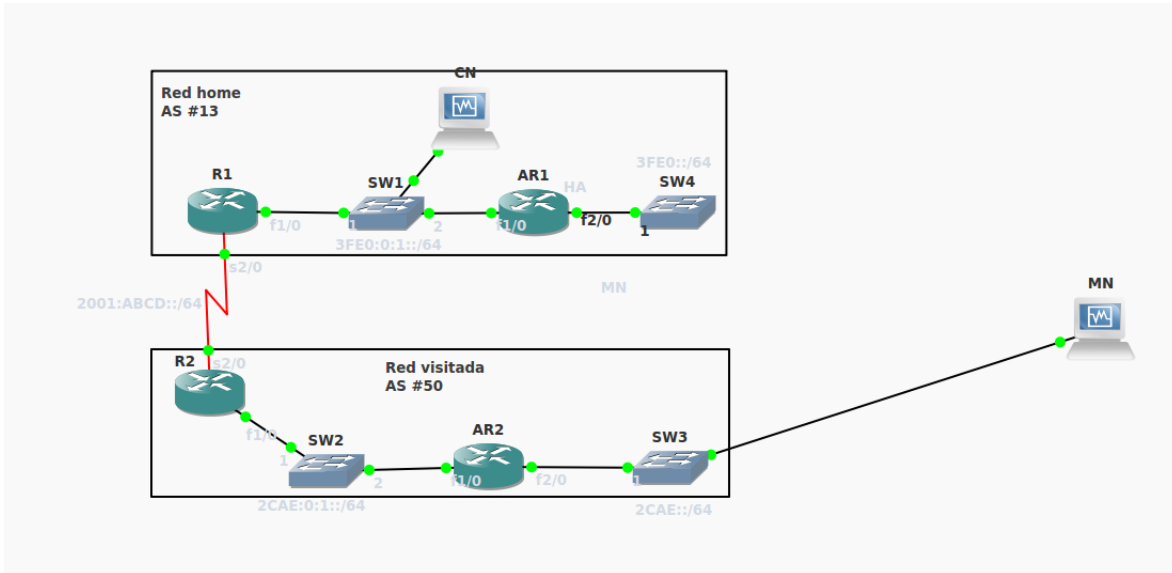 CN
Red home
AS #13
3FE0::/64
R1
SW1
AR1
HA
SW4
f1/0
1
2
f1/0
f2/0
1
3FE0:0:1::/64
s2/0
MN
MN
2001:ABCD::/64
R2
s2/0
Red visitada
AS #50
f1/0
SW2
AR2
SW3
1
2
f1/0
f2/0
1
2CAE:0:1::/64
2CAE::/64